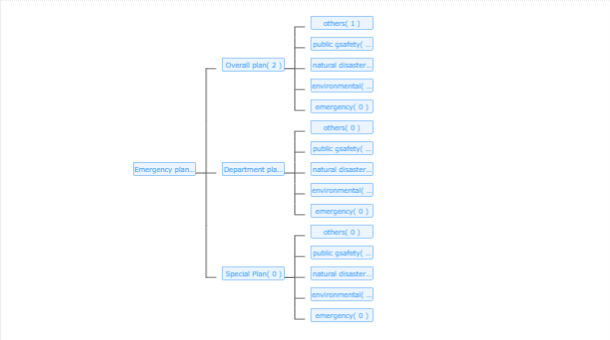 others( 1 )
public gsafety( ...
Overall plan( 2 )
natural disaster...
environmental( ...
emergency( 0 )
others( 0 )
public gsafety( ...
Emergency plan...
Department pla...
natural disaster...
environmental( ...
emergency( 0 )
others( 0 )
public gsafety( ...
Special Plan( 0 )
natural disaster...
environmental( ...
emergency( 0 )